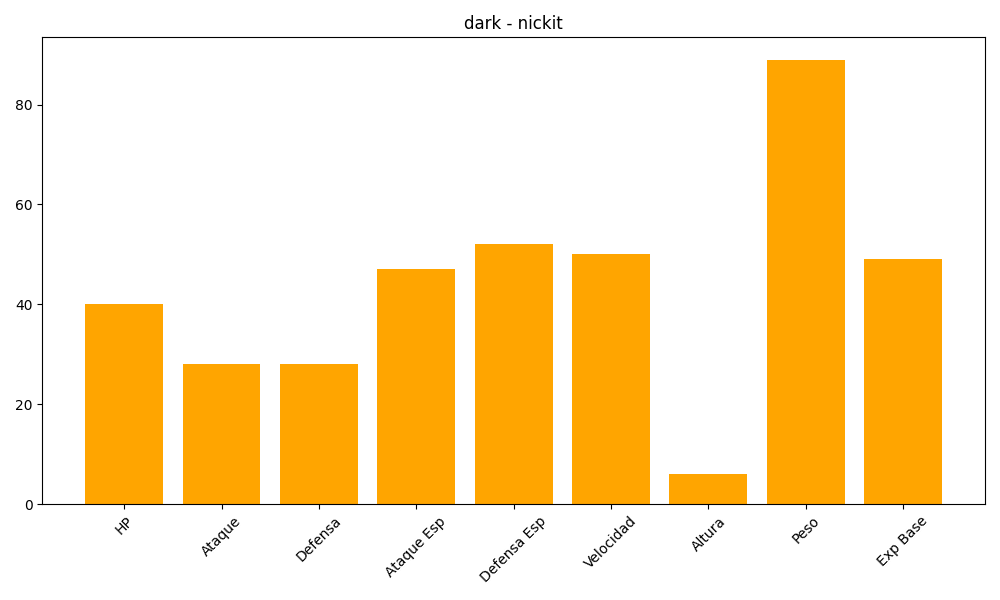 dark - nickit
80
60
40
20
0
HP
Ataque
Defensa
Ataque Esp
Defensa Esp
Velocidad
Altura
Peso
Exp Base